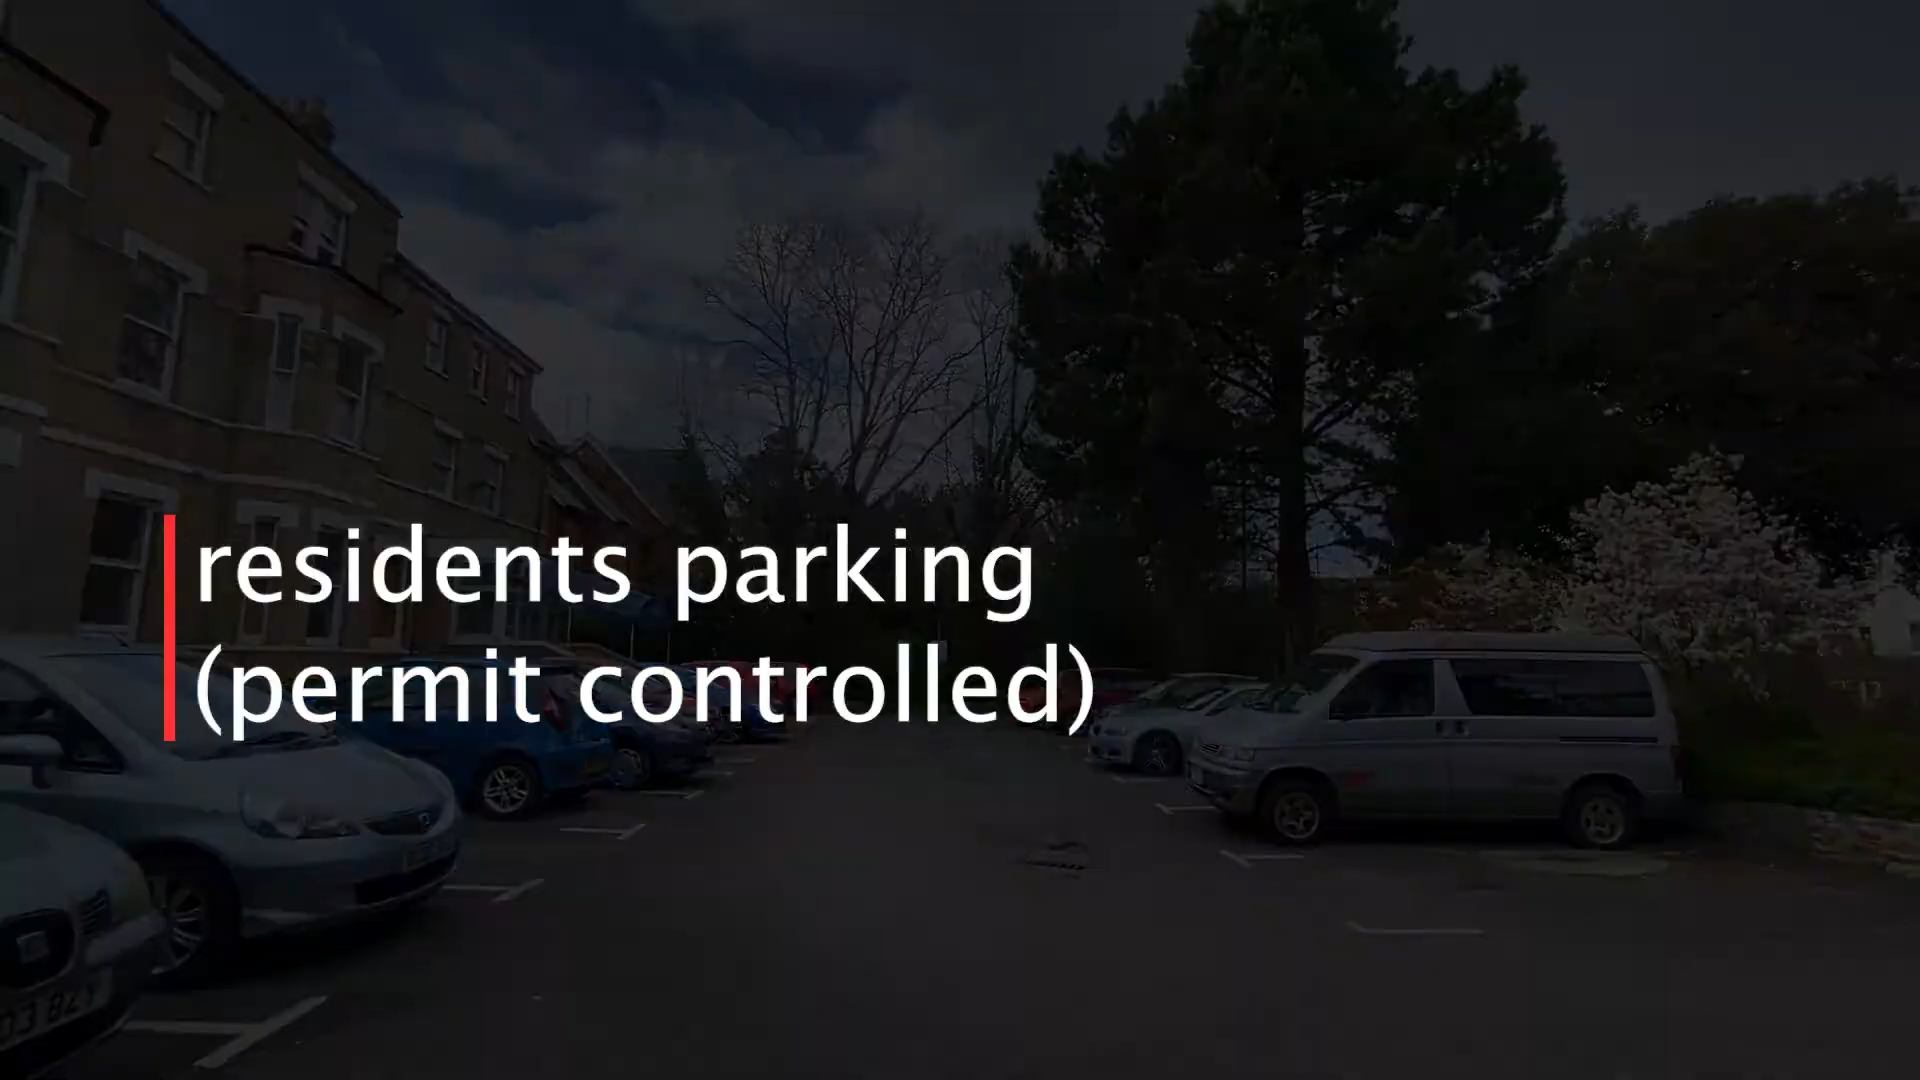 residents parking
(permit controlled)